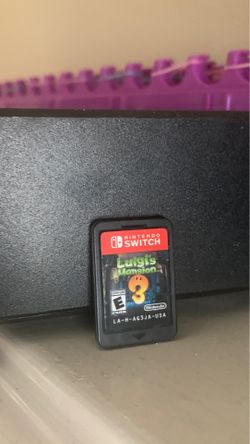 NINTENDO
SWITCH
Luigi's
Mansion
3
E
Nintendo
LA-H-AG3JA-USA